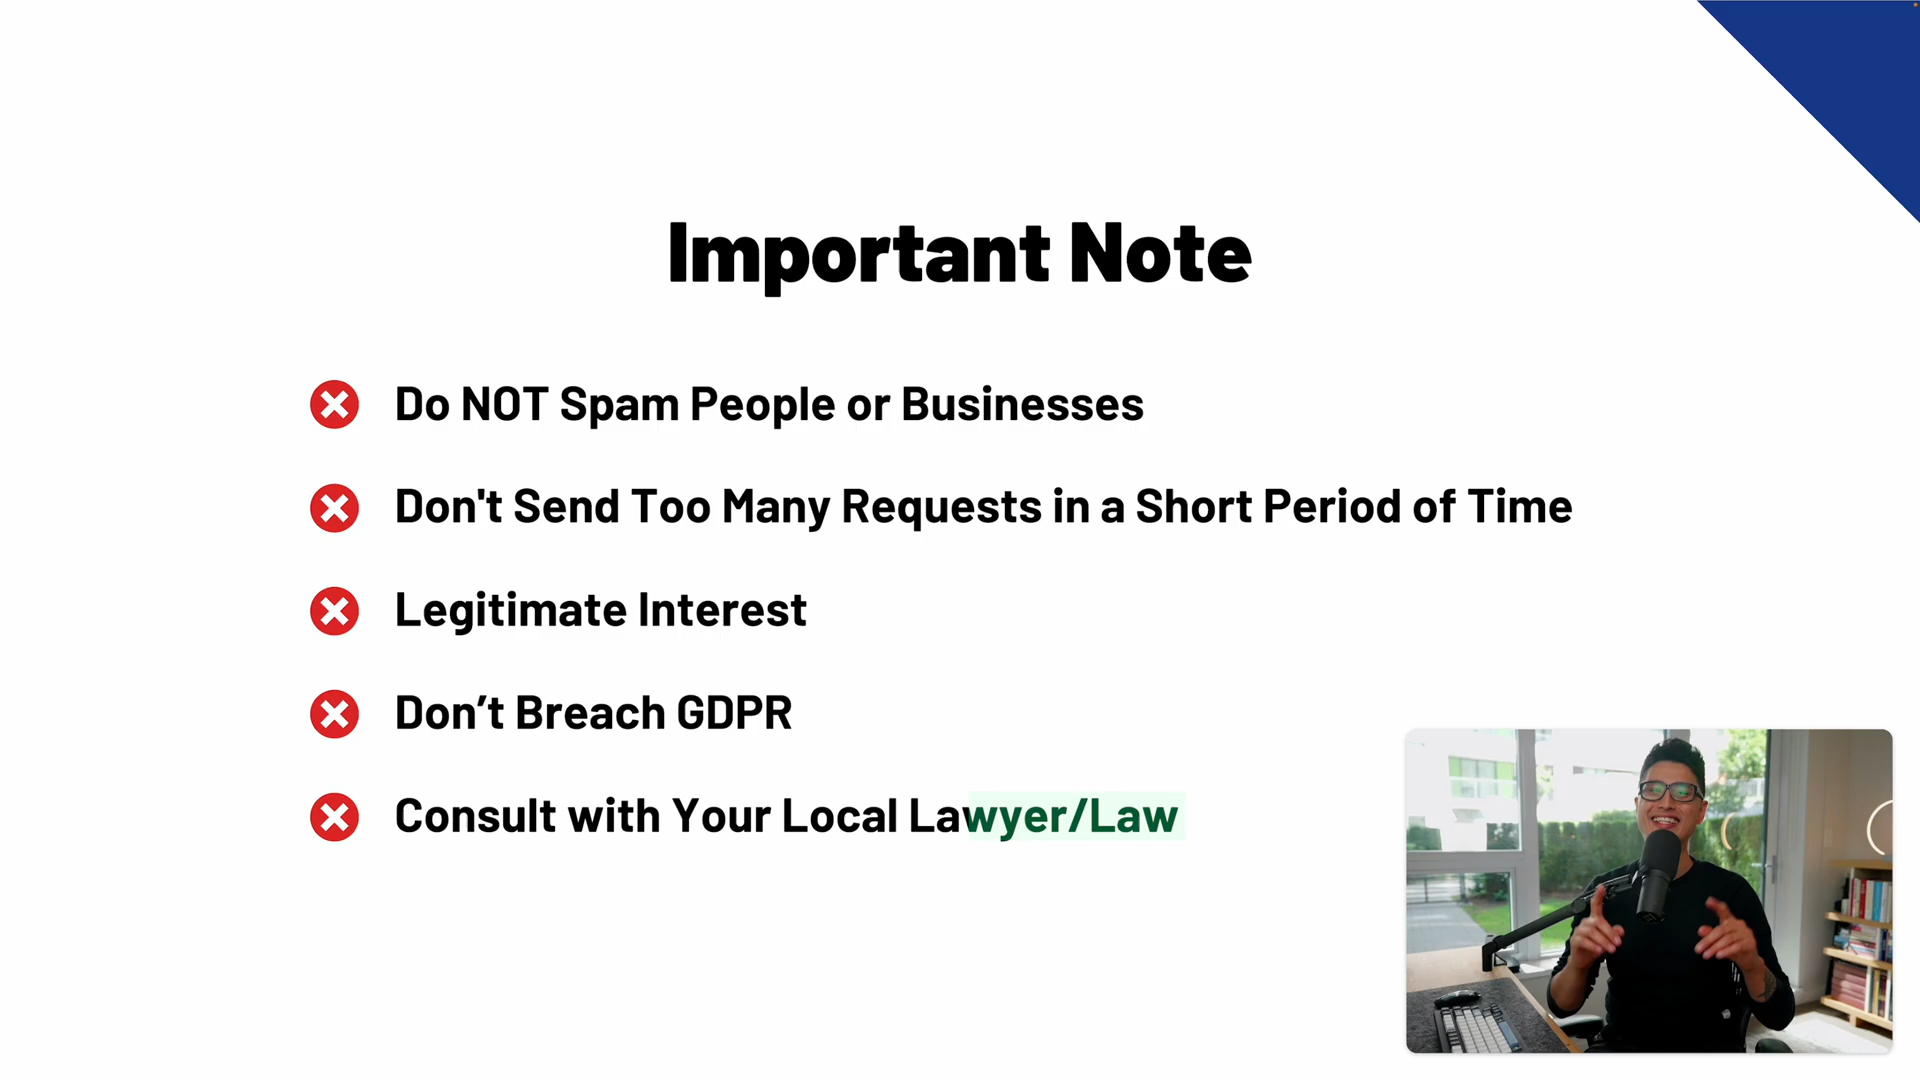 Important Note
Do NOT Spam People or Businesses
Don't Send Too Many Requests in a Short Period of Time
Legitimate Interest
Don’t Breach GDPR
Consult with Your Local Lawyer/Law